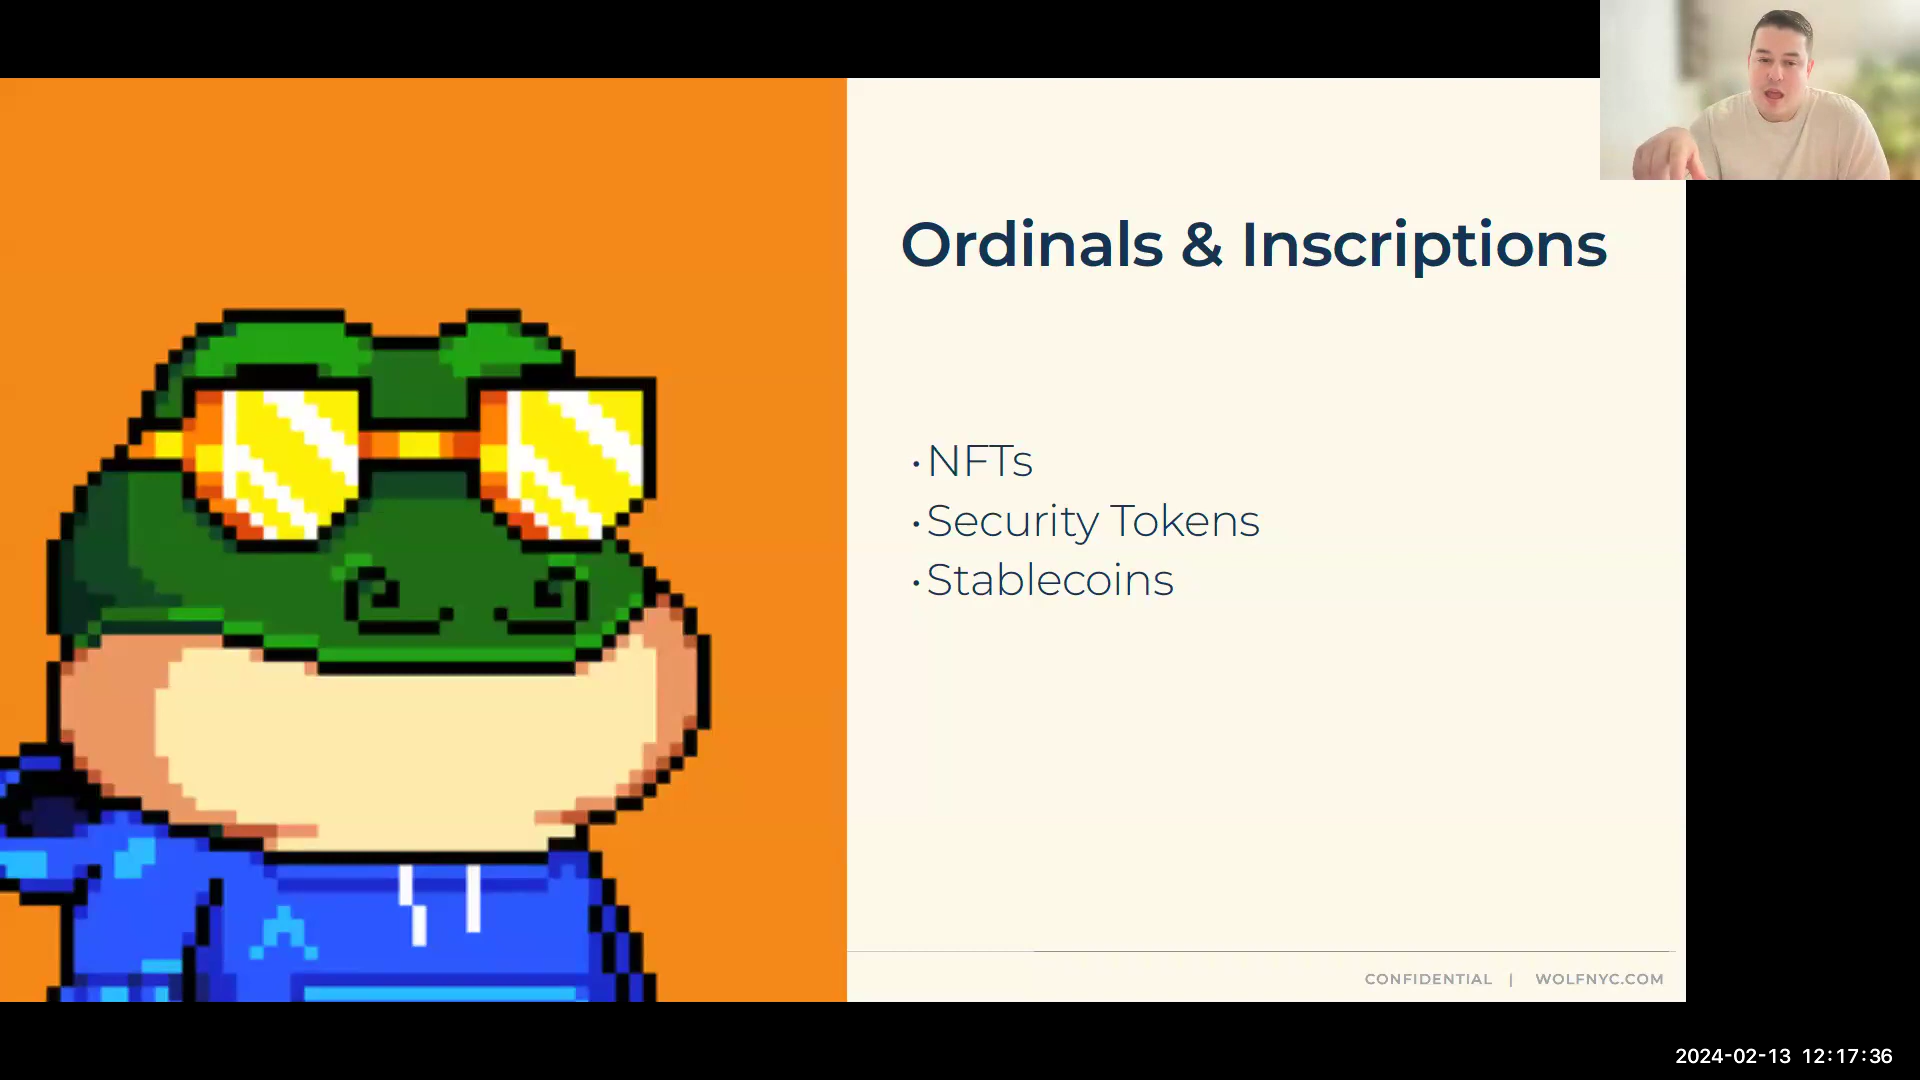 Ordinals & Inscriptions
·NFTs
·Security Tokens
·Stablecoins
CONFIDENTIAL | WOLFNYC.COM
2024-02-13 12:17:36